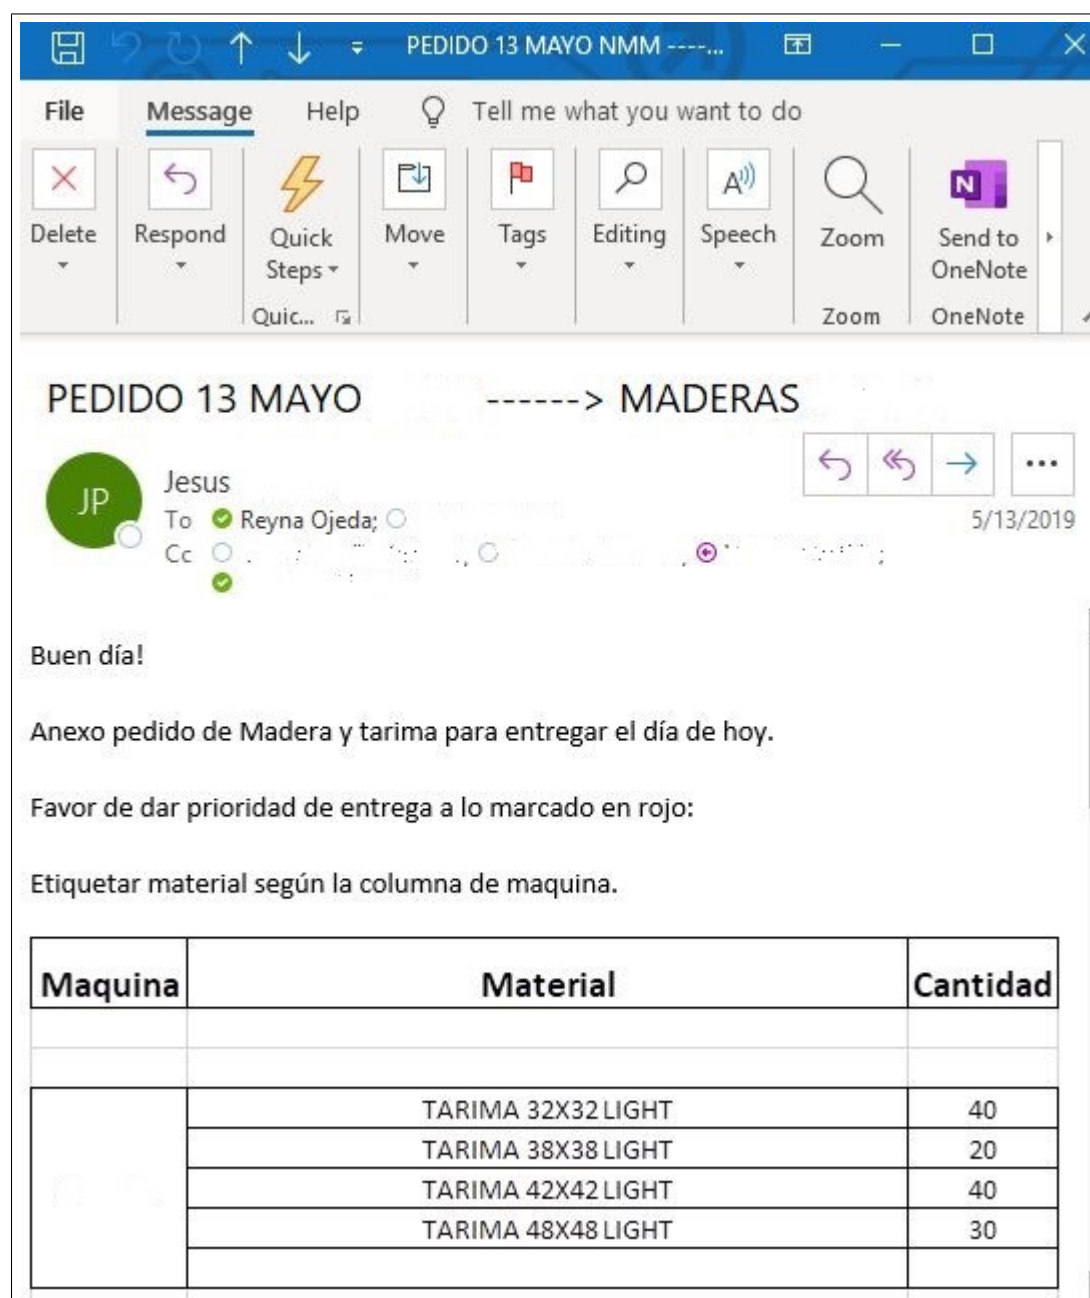 PEDIDO 13 MAYO NMM ----...
File Message Help Tell me what you want to do
Delete Respond Quick Steps Move Tags Editing Speech Zoom Send to OneNote
Quic... Zoom OneNote
PEDIDO 13 MAYO ------> MADERAS
JP
Jesus
To Reyna Ojeda;
5/13/2019
Cc
Buen día!
Anexo pedido de Madera y tarima para entregar el día de hoy.
Favor de dar prioridad de entrega a lo marcado en rojo:
Etiquetar material según la columna de maquina.
Maquina Material Cantidad
TARIMA 32X32 LIGHT 40
TARIMA 38X38 LIGHT 20
TARIMA 42X42 LIGHT 40
TARIMA 48X48 LIGHT 30